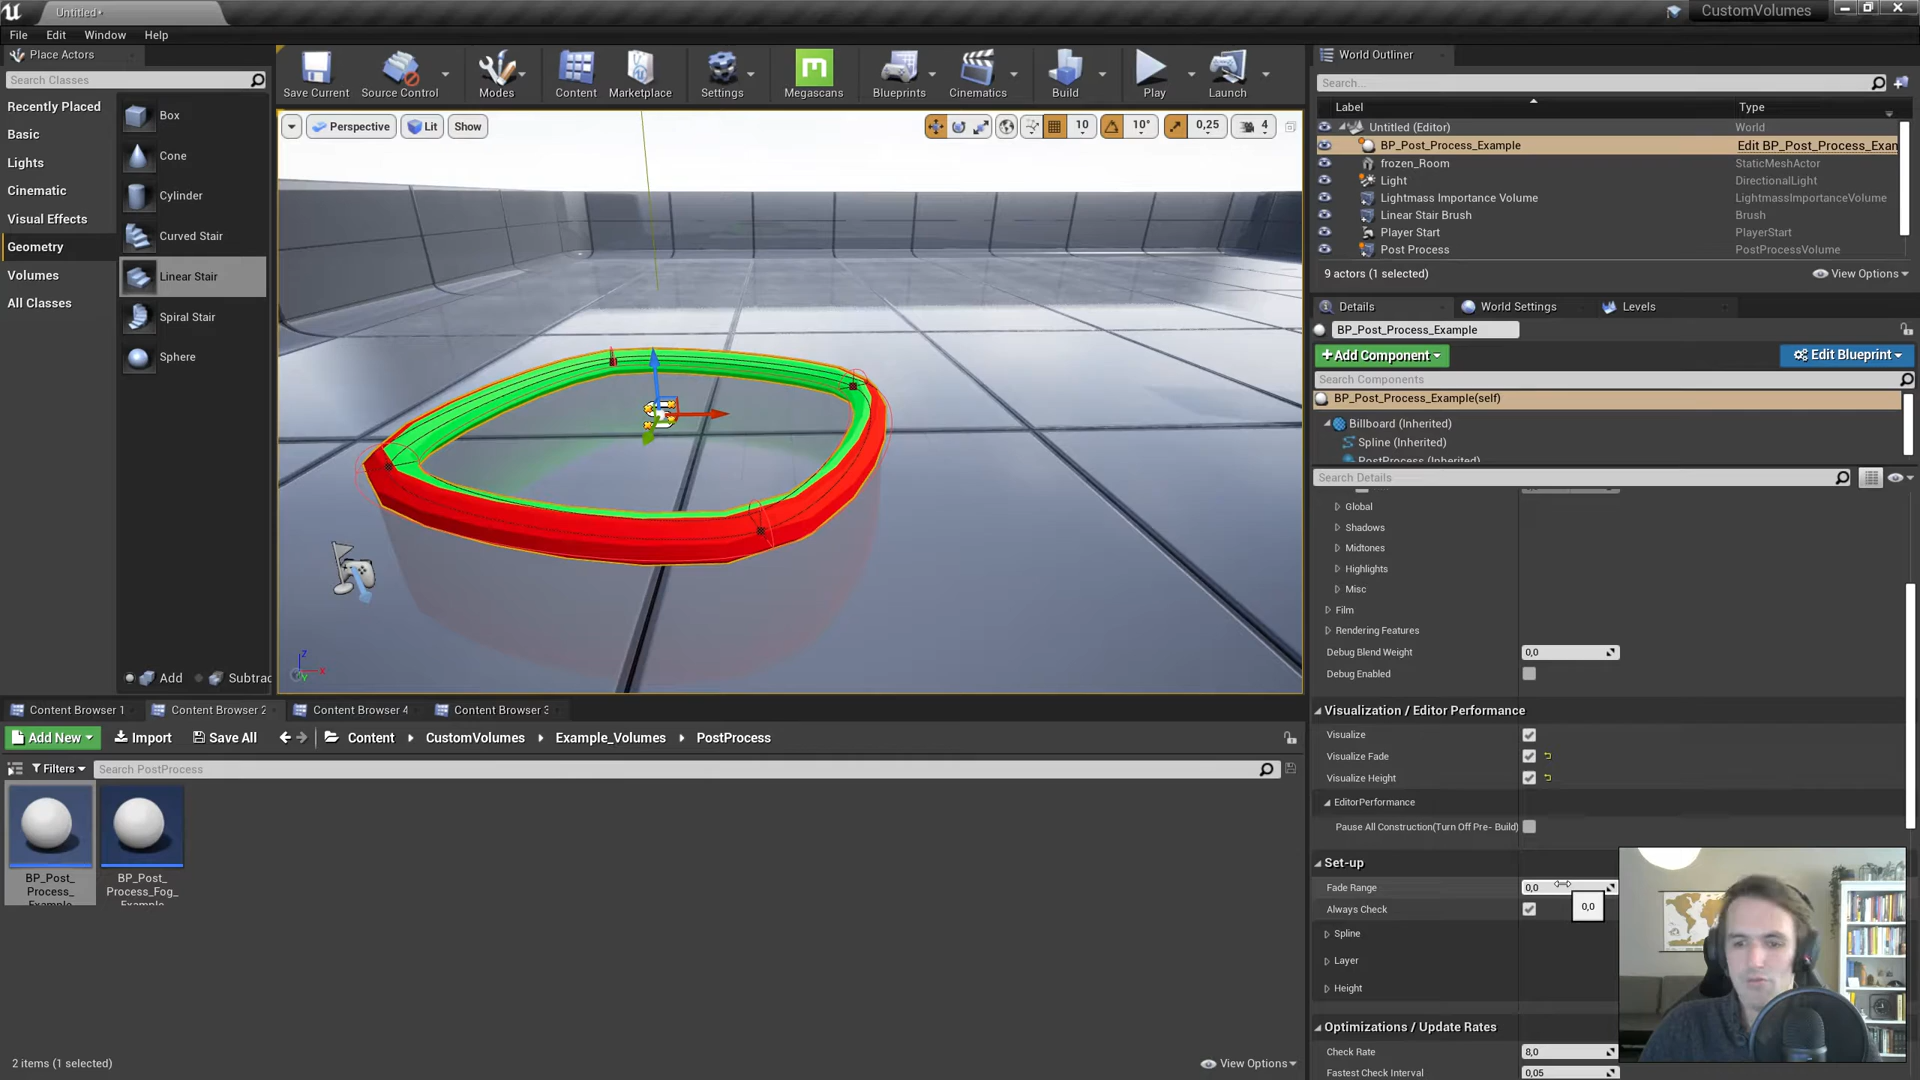 Untitled•
CustomVolumes
File Edit Window Help
Place Actors
Search Classes
Recently Placed
Basic
Lights
Cinematic
Visual Effects
Geometry
Volumes
All Classes
Box
Cone
Cylinder
Curved Stair
Linear Stair
Spiral Stair
Sphere
Add
Subtrac
Save Current
Source Control
Modes
Content
Marketplace
Settings
Megascans
Blueprints
Cinematics
Build
Play
Launch
Perspective
Lit
Show
10
10°
0,25
4
World Outliner
Search...
Label Type
Untitled (Editor) World
BP_Post_Process_Example Edit BP_Post_Process_Exan
frozen_Room StaticMeshActor
Light DirectionalLight
Lightmass Importance Volume LightmassImportanceVolume
Linear Stair Brush Brush
Player Start PlayerStart
Post Process PostProcessVolume
9 actors (1 selected)
View Options
Details
World Settings
Levels
BP_Post_Process_Example
+Add Component
Edit Blueprint
Search Components
BP_Post_Process_Example(self)
Billboard (Inherited)
Spline (Inherited)
PostProcess (Inherited)
Search Details
Global
Shadows
Midtones
Highlights
Misc
Film
Rendering Features
Debug Blend Weight 0,0
Debug Enabled
Visualization / Editor Performance
Visualize
Visualize Fade
Visualize Height
EditorPerformance
Pause All Construction(Turn Off Pre- Build)
Set-up
Fade Range 0,0
0,0
Always Check
Spline
Layer
Height
Optimizations / Update Rates
Check Rate 8,0
Fastest Check Interval 0,05
Content Browser 1
Content Browser 2
Content Browser 4
Content Browser 3
Add New
Import
Save All
Content
CustomVolumes
Example_Volumes
PostProcess
Filters
Search PostProcess
BP_Post_
Process_
Example
BP_Post_
Process_Fog_
Example
2 items (1 selected)
View Options
Z
X
Y